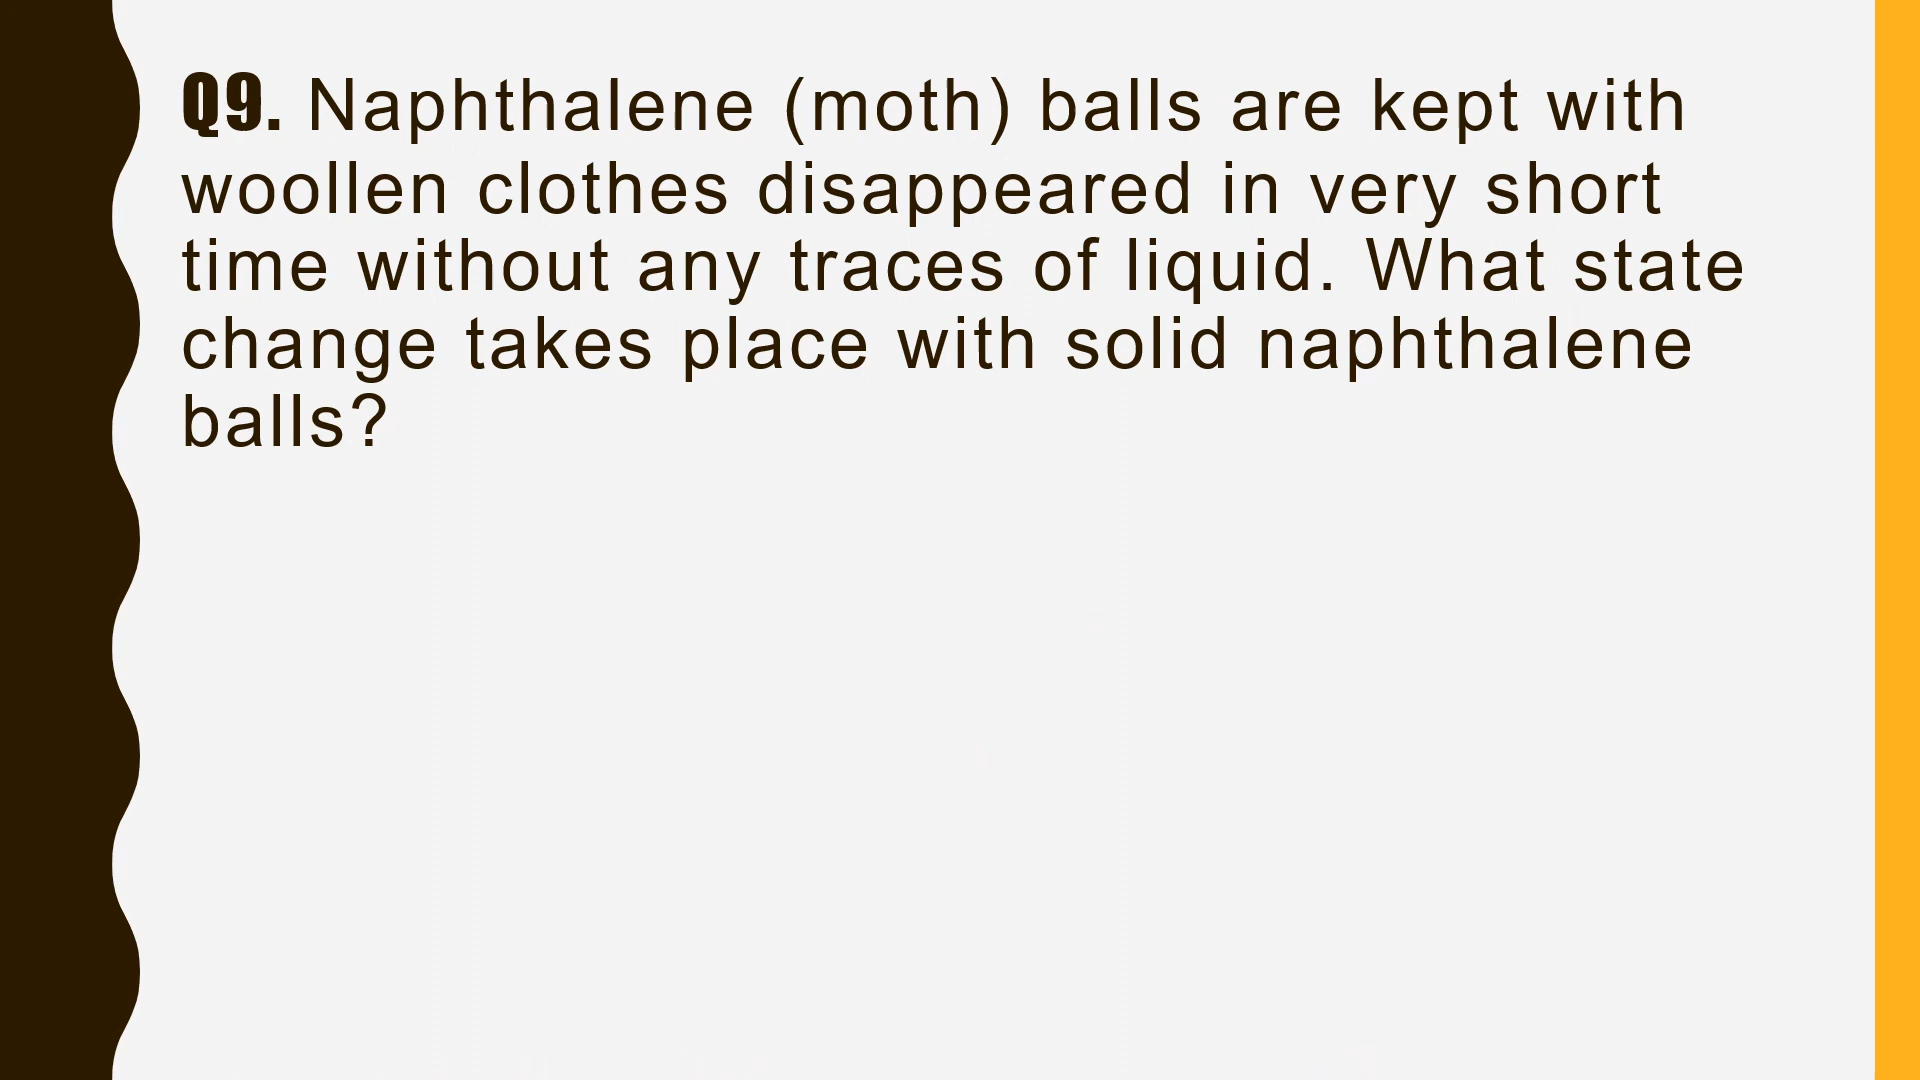 Q9. Naphthalene (moth) balls are kept with
woollen clothes disappeared in very short
time without any traces of liquid. What state
change takes place with solid naphthalene
balls?